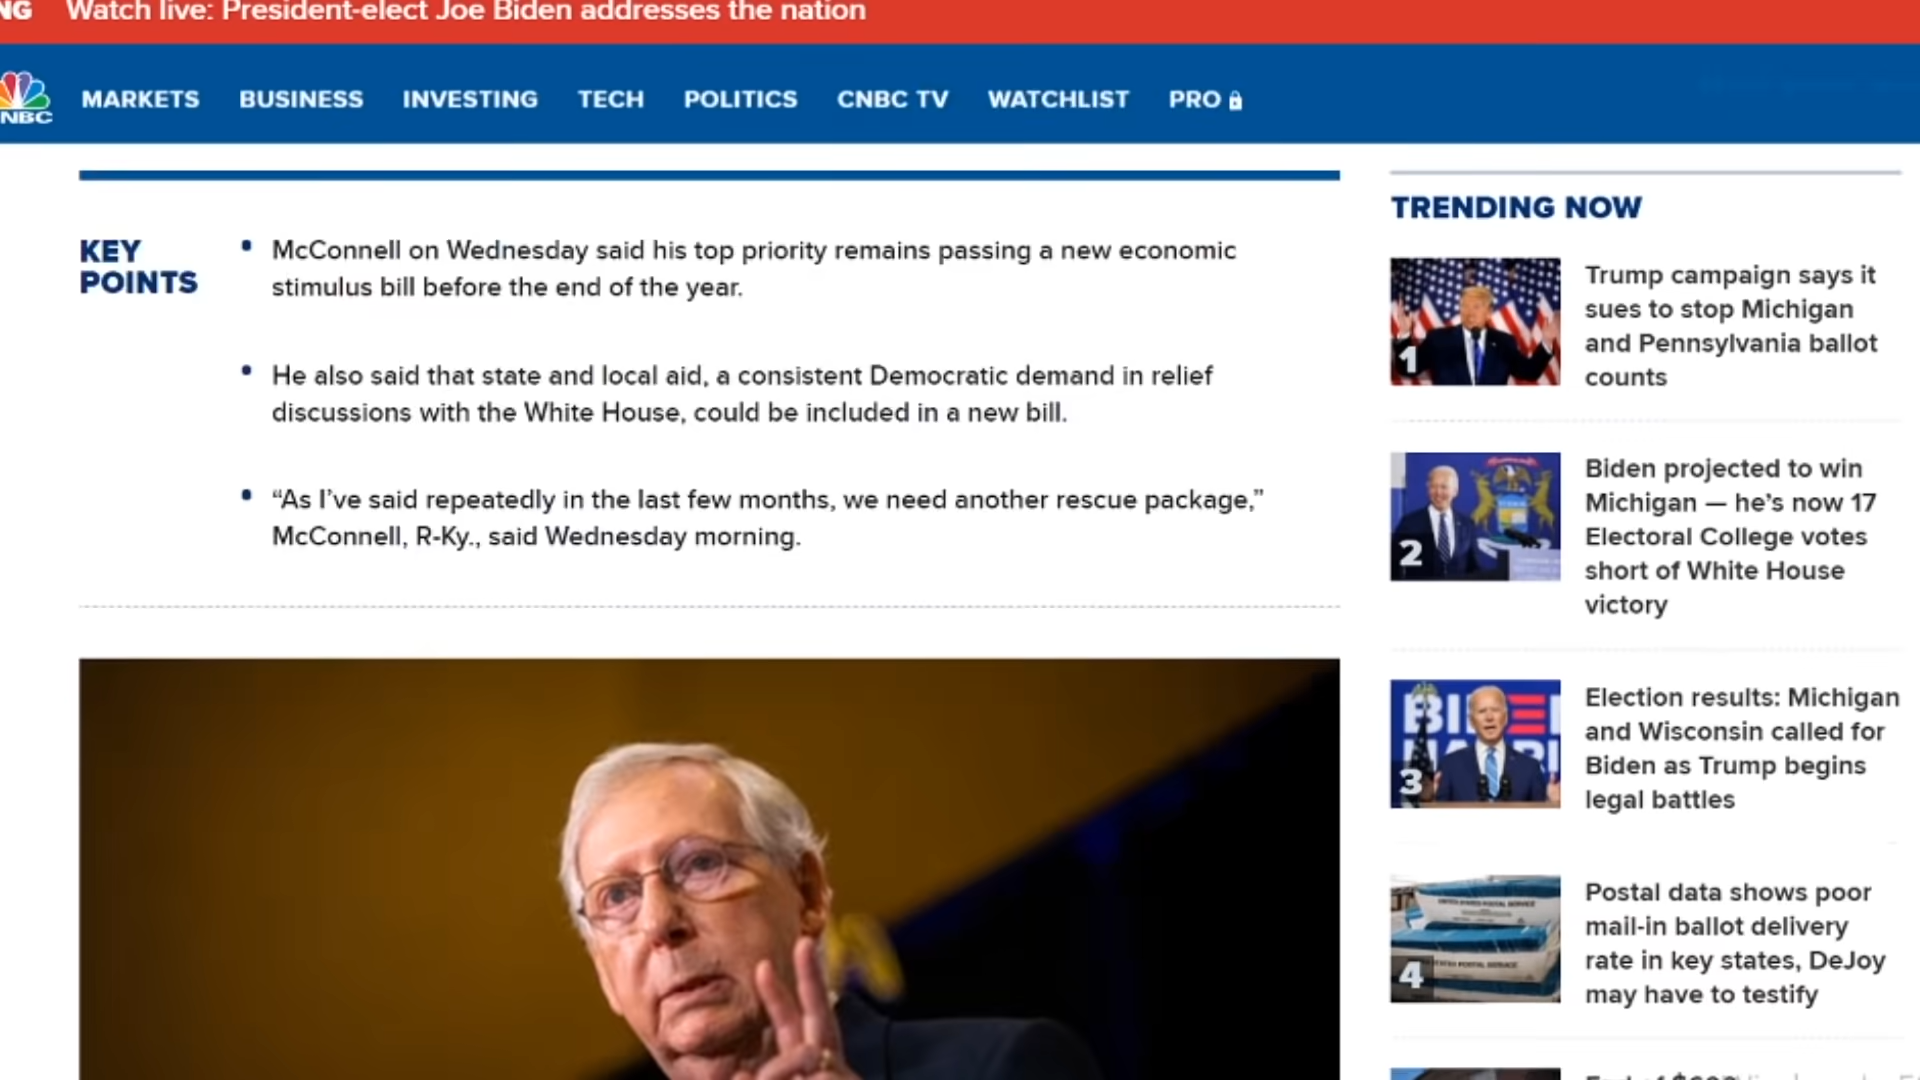 NG Watch live: President-elect Joe Biden addresses the nation
NBC MARKETS BUSINESS INVESTING TECH POLITICS CNBC TV WATCHLIST PRO
KEY
POINTS
McConnell on Wednesday said his top priority remains passing a new economic
stimulus bill before the end of the year.
He also said that state and local aid, a consistent Democratic demand in relief
discussions with the White House, could be included in a new bill.
“As I’ve said repeatedly in the last few months, we need another rescue package,”
McConnell, R-Ky., said Wednesday morning.
TRENDING NOW
1
Trump campaign says it
sues to stop Michigan
and Pennsylvania ballot
counts
2
Biden projected to win
Michigan — he’s now 17
Electoral College votes
short of White House
victory
3
Election results: Michigan
and Wisconsin called for
Biden as Trump begins
legal battles
4
Postal data shows poor
mail-in ballot delivery
rate in key states, DeJoy
may have to testify